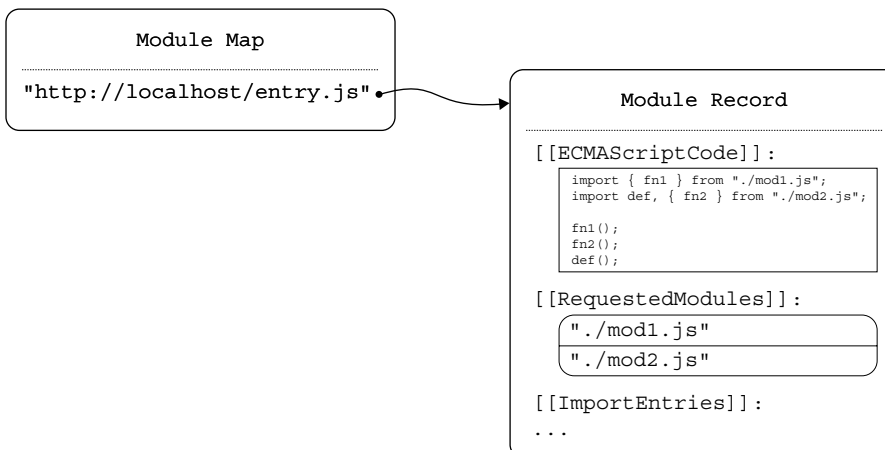 Module Map
"http://localhost/entry.js"
Module Record
[[ECMAScriptCode]]:
import { fn1 } from "./mod1.js";
import def, { fn2 } from "./mod2.js";
fn1();
fn2();
def();
[[RequestedModules]]:
"./mod1.js"
"./mod2.js"
[[ImportEntries]]:
...